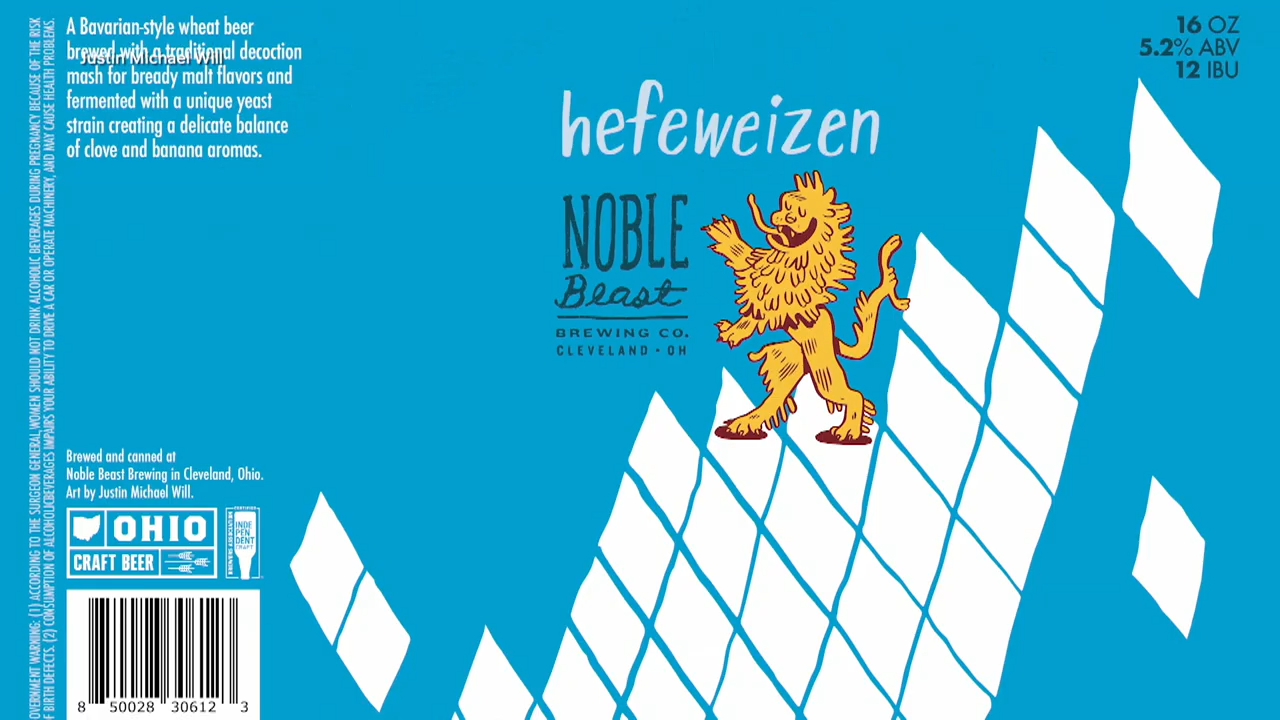 A Bavarian-style wheat beer
brewed with a traditional decoction
Justin Michael Will
mash for bready malt flavors and
fermented with a unique yeast
strain creating a delicate balance
of clove and banana aromas.
16 OZ
5.2% ABV
12 IBU
hefeweizen
NOBLE
Beast
BREWING CO.
CLEVELAND • OH
Brewed and canned at
Noble Beast Brewing in Cleveland, Ohio.
Art by Justin Michael Will.
OHIO
CRAFT BEER
INDE
PEN
DENT
CRAFT
8 50028 30612 3
OVERNMENT WARNING: (1) ACCORDING TO THE SURGEON GENERAL, WOMEN SHOULD NOT DRINK ALCOHOLIC BEVERAGES DURING PREGNANCY BECAUSE OF THE RISK
OF BIRTH DEFECTS. (2) CONSUMPTION OF ALCOHOLICBEVERAGES IMPAIRS YOUR ABILITY TO DRIVE A CAR OR OPERATE MACHINERY, AND MAY CAUSE HEALTH PROBLEMS.